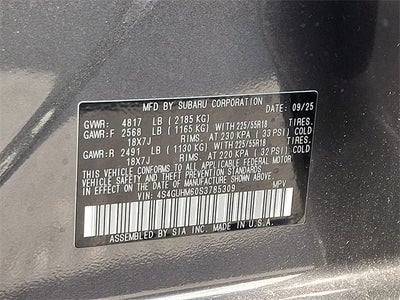 MFD BY SUBARU CORPORATION DATE: 09/25
GVWR: 4817 LB ( 2185 KG)
GAWR:F 2568 LB ( 1165 KG) WITH 225/55R18 TIRES.
18X7J RIMS. AT 230 KPA ( 33 PSI) COLD
GAWR:R 2491 LB ( 1130 KG) WITH 225/55R18 TIRES.
18X7J RIMS. AT 220 KPA ( 32 PSI) COLD
THIS VEHICLE CONFORMS TO ALL APPLICABLE FEDERAL MOTOR
VEHICLE SAFETY STANDARDS IN EFFECT ON THE DATE OF
MANUFACTURE SHOWN ABOVE.
VIN: 4S4GUHM60S3785309 MPV
ASSEMBLED BY SIA INC. MADE IN U.S.A.